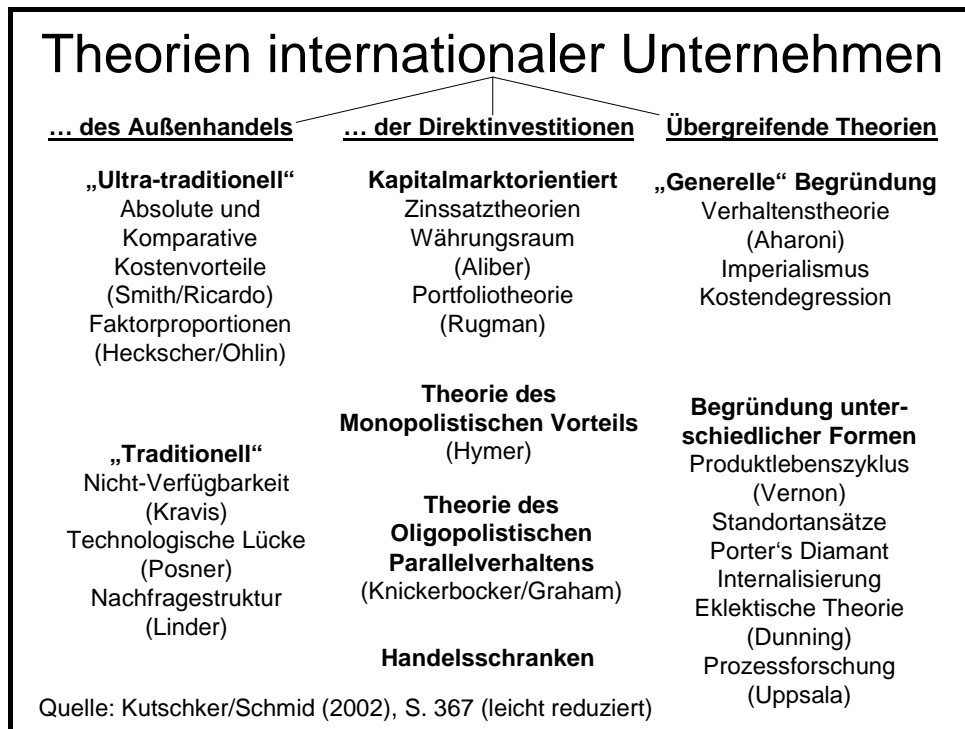 Theorien internationaler Unternehmen
… des Außenhandels
„Ultra-traditionell“
Absolute und
Komparative
Kostenvorteile
(Smith/Ricardo)
Faktorproportionen
(Heckscher/Ohlin)
„Traditionell“
Nicht-Verfügbarkeit
(Kravis)
Technologische Lücke
(Posner)
Nachfragestruktur
(Linder)
… der Direktinvestitionen
Kapitalmarktorientiert
Zinssatztheorien
Währungsraum
(Aliber)
Portfoliotheorie
(Rugman)
Theorie des
Monopolistischen Vorteils
(Hymer)
Theorie des
Oligopolistischen
Parallelverhaltens
(Knickerbocker/Graham)
Handelsschranken
Übergreifende Theorien
„Generelle“ Begründung
Verhaltenstheorie
(Aharoni)
Imperialismus
Kostendegression
Begründung unter-
schiedlicher Formen
Produktlebenszyklus
(Vernon)
Standortansätze
Porter‘s Diamant
Internalisierung
Eklektische Theorie
(Dunning)
Prozessforschung
(Uppsala)
Quelle: Kutschker/Schmid (2002), S. 367 (leicht reduziert)